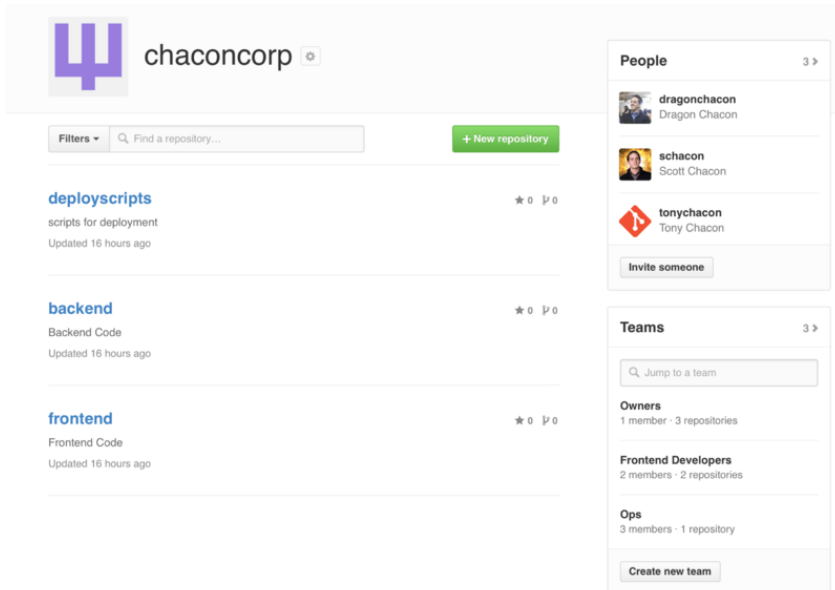 chaconcorp
Filters
Find a repository...
+ New repository
deployscripts
0 0
scripts for deployment
Updated 16 hours ago
backend
0 0
Backend Code
Updated 16 hours ago
frontend
0 0
Frontend Code
Updated 16 hours ago
People 3
dragonchacon
Dragon Chacon
schacon
Scott Chacon
tonychacon
Tony Chacon
Invite someone
Teams 3
Jump to a team
Owners
1 member · 3 repositories
Frontend Developers
2 members · 2 repositories
Ops
3 members · 1 repository
Create new team